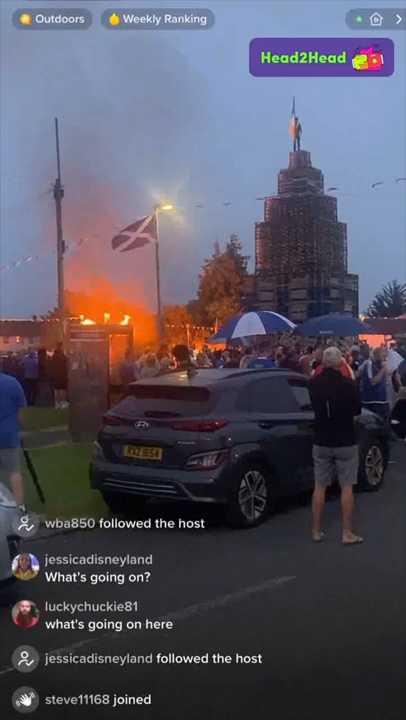 Outdoors
Weekly Ranking
Head2Head
HYUNDAI
wba850 followed the host
jessicadisneyland
What's going on?
luckychuckie81
what's going on here
jessicadisneyland followed the host
steve11168 joined